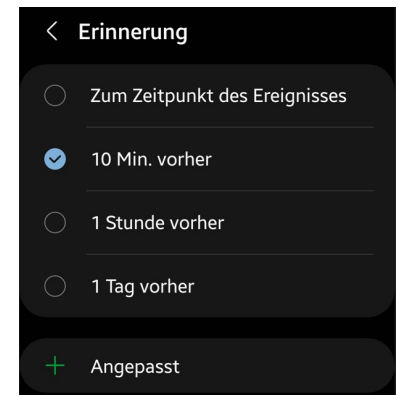 Erinnerung
Zum Zeitpunkt des Ereignisses
10 Min. vorher
1 Stunde vorher
1 Tag vorher
Angepasst